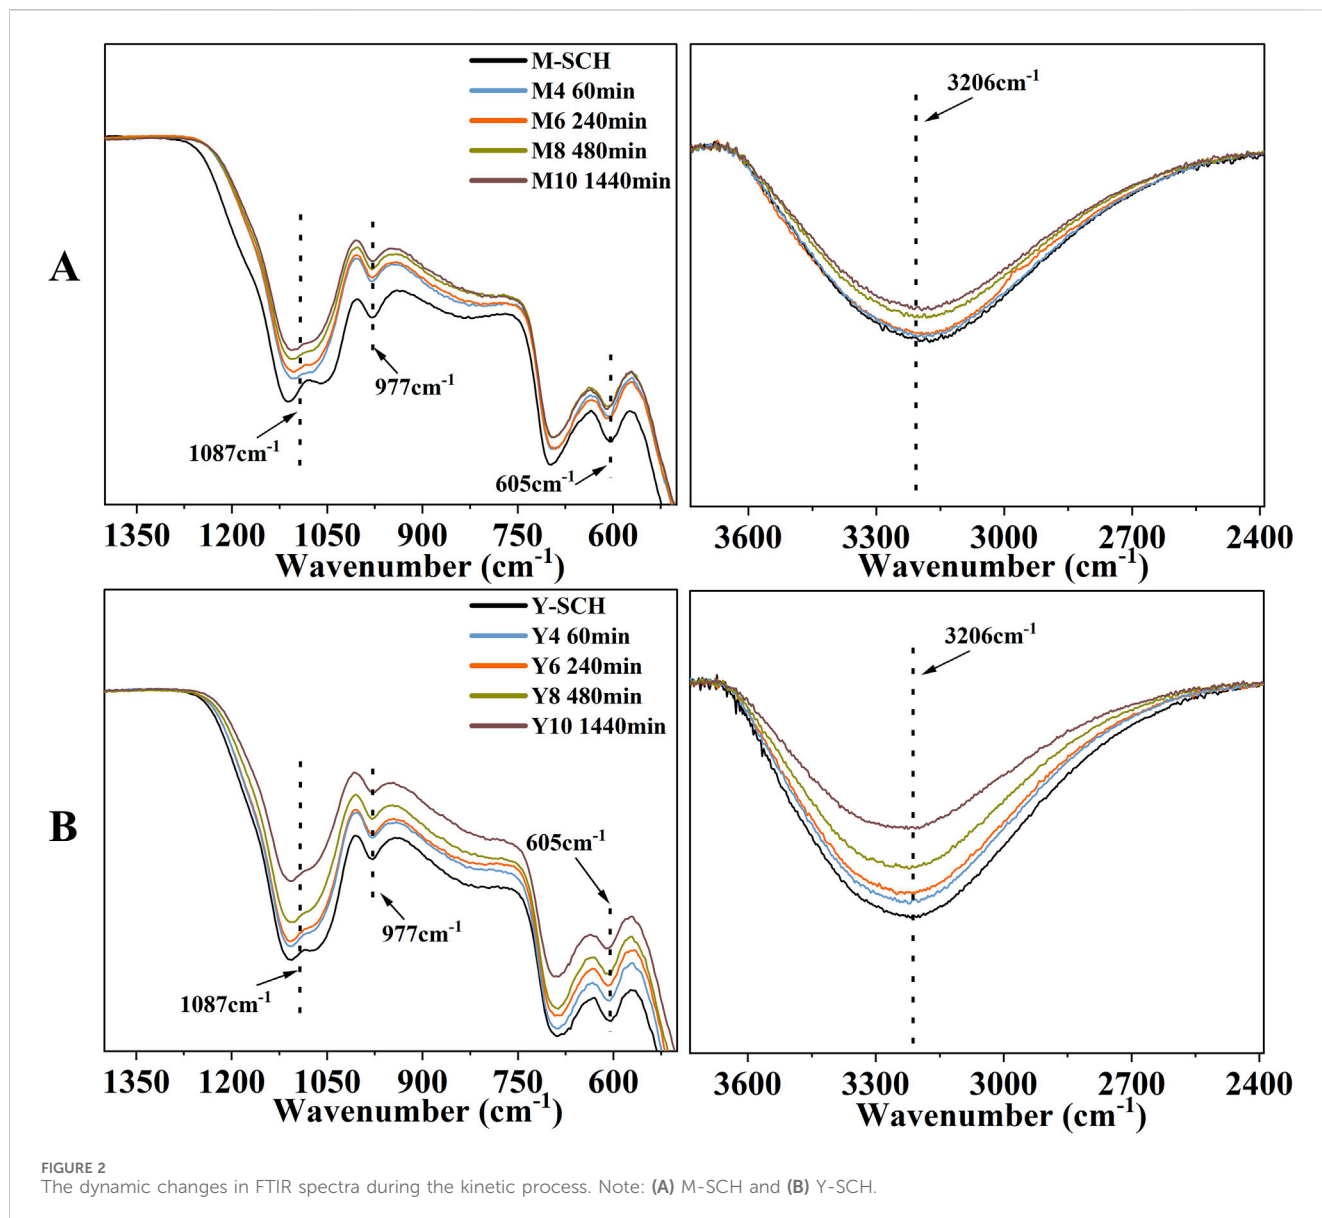 A
M-SCH
M4 60min
M6 240min
M8 480min
M10 1440min
1087cm-1
977cm-1
605cm-1
1350 1200 1050 900 750 600
Wavenumber (cm-1)
3206cm-1
3600 3300 3000 2700 2400
Wavenumber (cm-1)
B
Y-SCH
Y4 60min
Y6 240min
Y8 480min
Y10 1440min
605cm-1
977cm-1
1087cm-1
1350 1200 1050 900 750 600
Wavenumber (cm-1)
3206cm-1
3600 3300 3000 2700 2400
Wavenumber (cm-1)
FIGURE 2
The dynamic changes in FTIR spectra during the kinetic process. Note: (A) M-SCH and (B) Y-SCH.